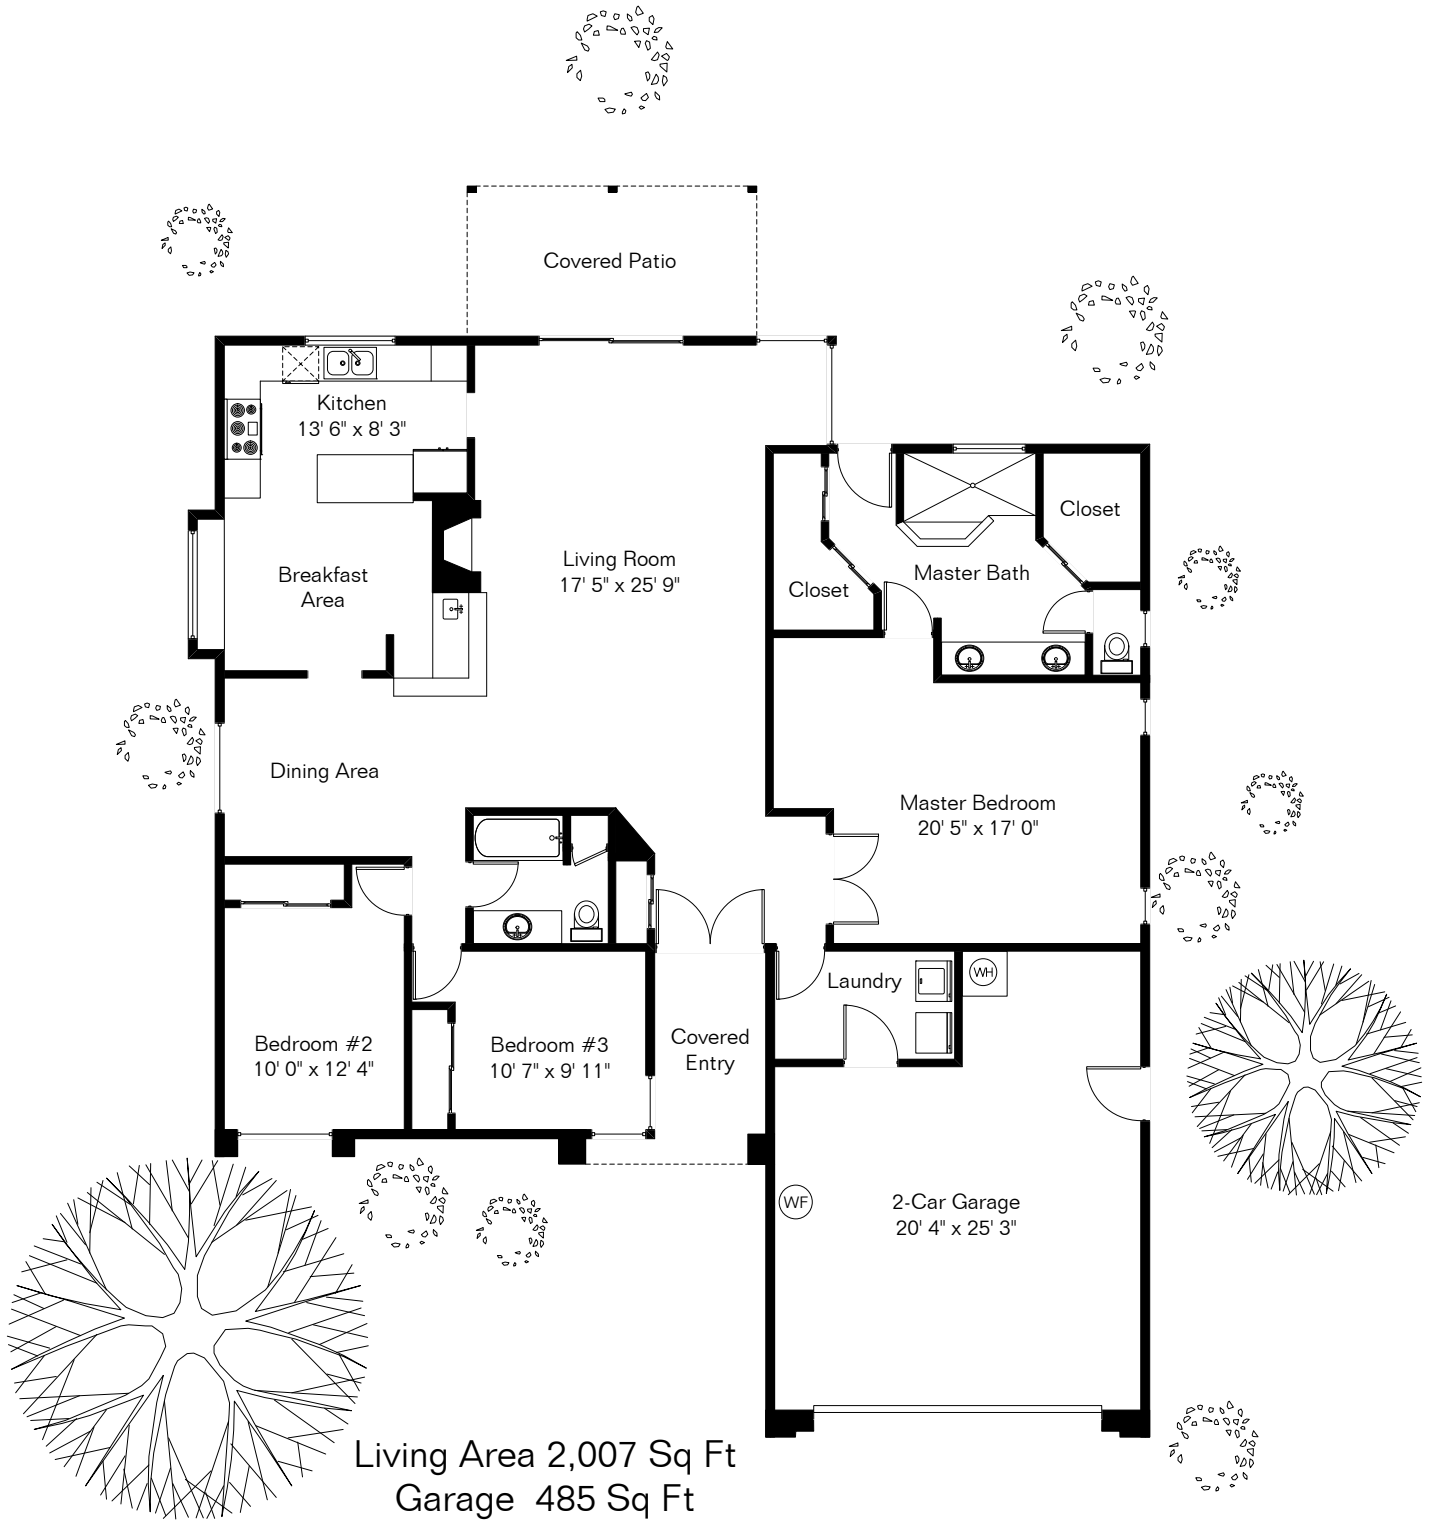 Covered Patio
Kitchen
13' 6" x 8' 3"
Closet
Living Room
17' 5" x 25' 9"
Breakfast
Area
Master Bath
Closet
Dining Area
Master Bedroom
20' 5" x 17' 0"
Laundry
WH
Bedroom #2
10' 0" x 12' 4"
Bedroom #3
10' 7" x 9' 11"
Covered
Entry
WF
2-Car Garage
20' 4" x 25' 3"
Living Area 2,007 Sq Ft
Garage 485 Sq Ft